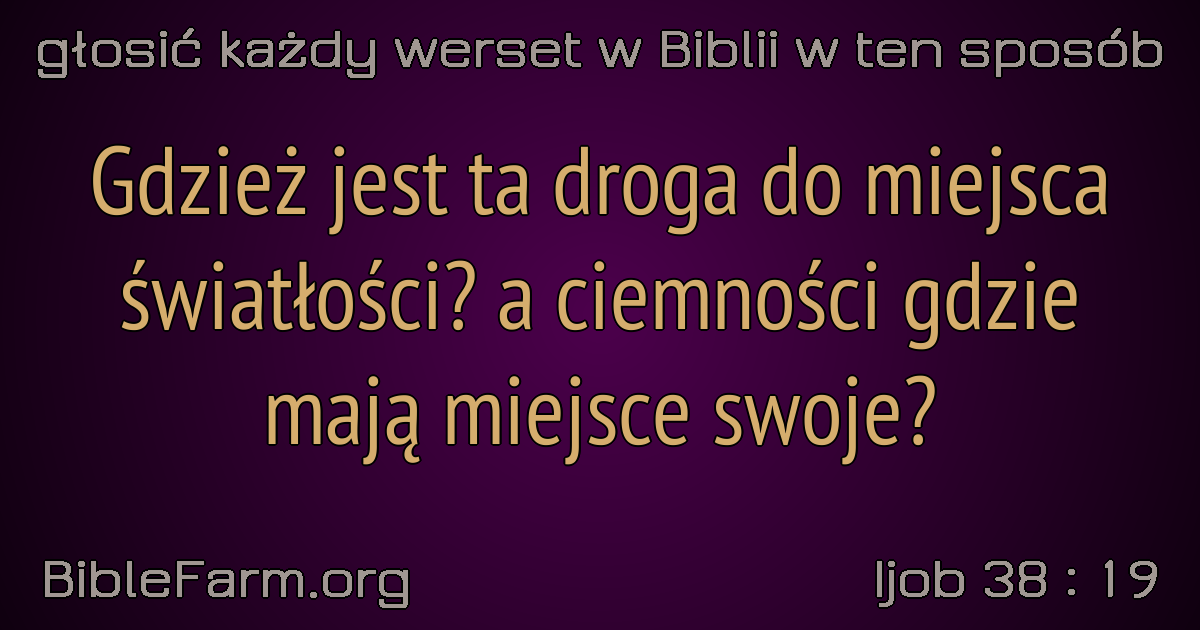 głosić każdy werset w Biblii w ten sposób
Gdzież jest ta droga do miejsca
światłości? a ciemności gdzie
mają miejsce swoje?
BibleFarm.org
Ijob 38 : 19